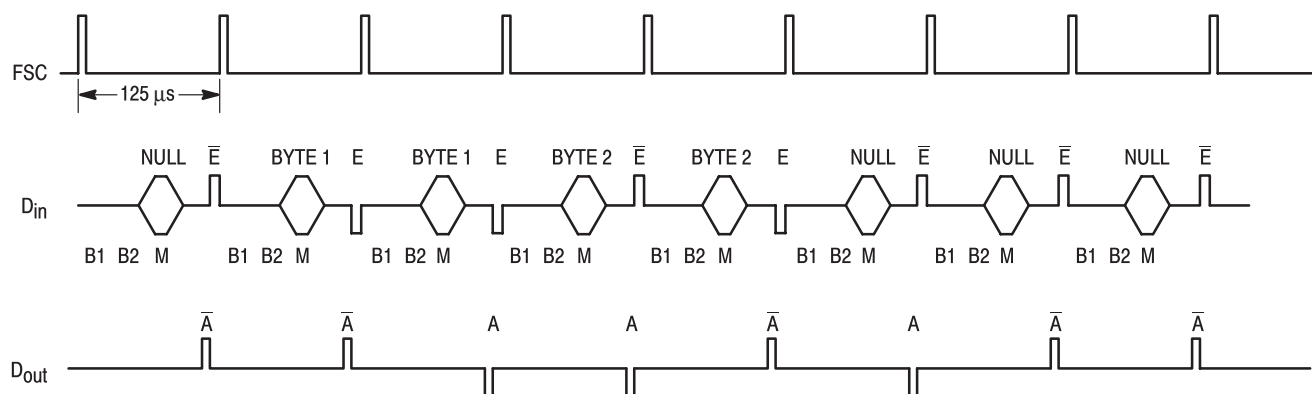 FSC
125 μs
NULL E̅ BYTE 1 E BYTE 1 E BYTE 2 E̅ BYTE 2 E NULL E̅ NULL E̅ NULL E̅
Din
B1 B2 M B1 B2 M B1 B2 M B1 B2 M B1 B2 M B1 B2 M B1 B2 M B1 B2 M
A̅ A̅ A A A̅ A A̅ A̅
Dout